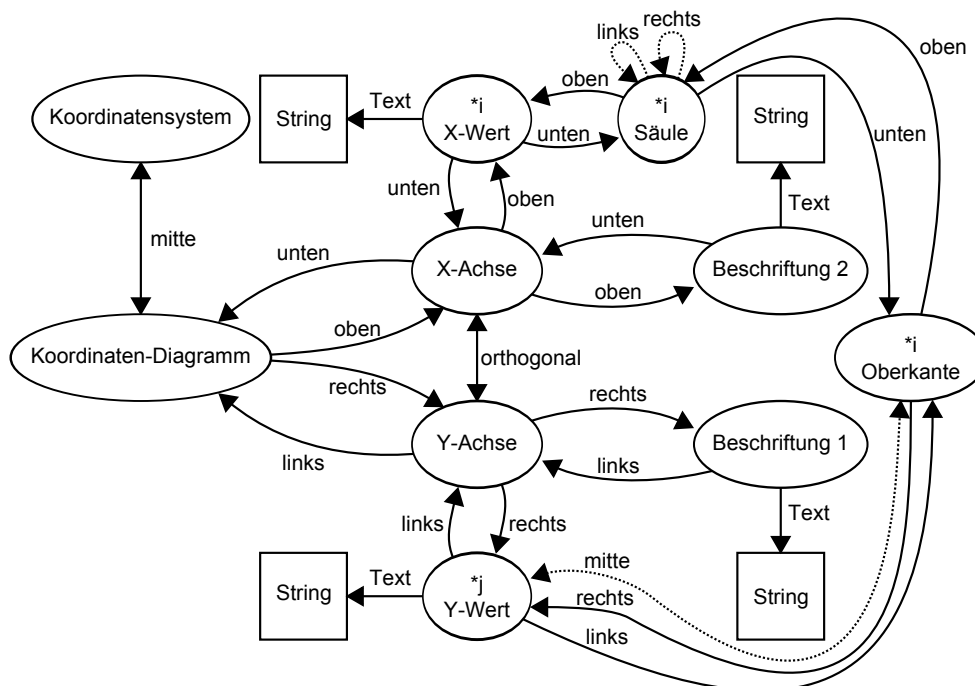 links
rechts
oben
oben
Koordinatensystem
String
Text
*i
X-Wert
*i
Säule
String
unten
unten
unten
oben
Text
mitte
unten
unten
X-Achse
oben
Beschriftung 2
oben
Koordinaten-Diagramm
orthogonal
*i
Oberkante
rechts
rechts
Y-Achse
Beschriftung 1
links
links
links
rechts
Text
mitte
String
Text
*j
Y-Wert
rechts
String
links